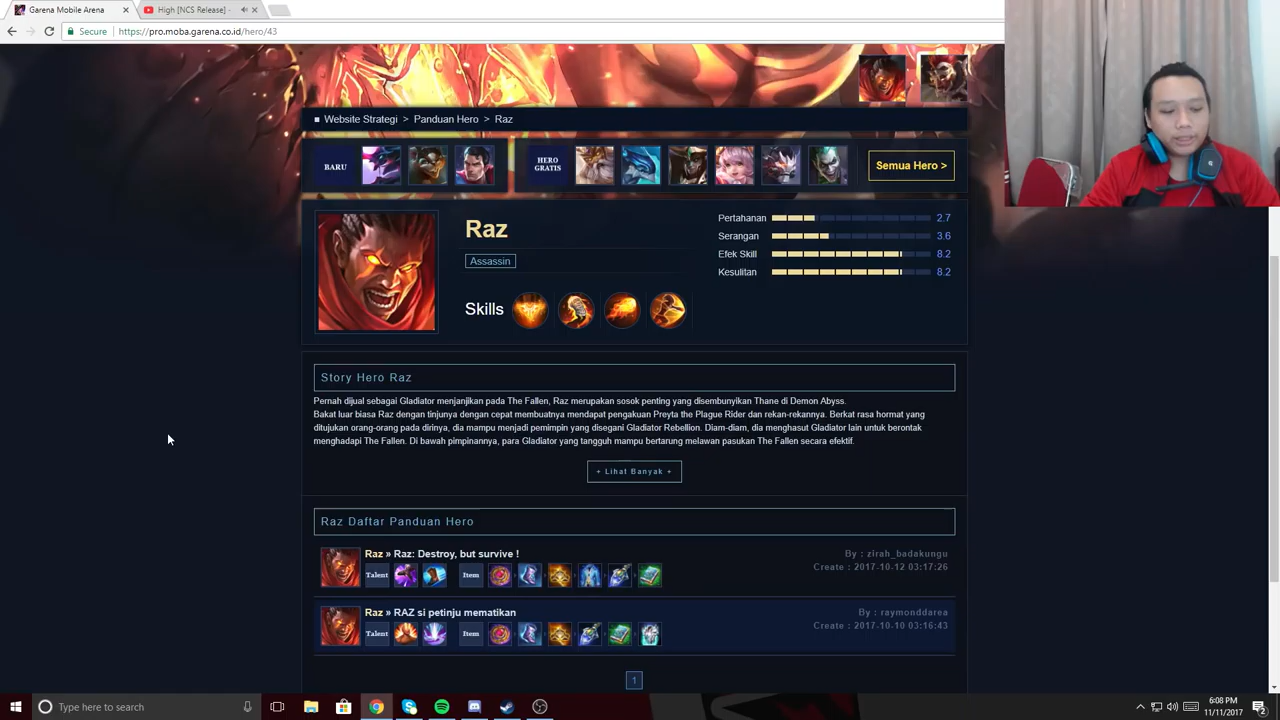 Garena Mobile Arena
High [NCS Release] -
Secure
https://pro.moba.garena.co.id/hero/43
Website Strategi > Panduan Hero > Raz
BARU
HERO
GRATIS
Semua Hero >
Raz
Assassin
Skills
Pertahanan 2.7
Serangan 3.6
Efek Skill 8.2
Kesulitan 8.2
Story Hero Raz
Pernah dijual sebagai Gladiator menjanjikan pada The Fallen, Raz merupakan sosok penting yang disembunyikan Thane di Demon Abyss.
Bakat luar biasa Raz dengan tinjunya dengan cepat membuatnya mendapat pengakuan Preyta the Plague Rider dan rekan-rekannya. Berkat rasa hormat yang
ditujukan orang-orang pada dirinya, dia mampu menjadi pemimpin yang disegani Gladiator Rebellion. Diam-diam, dia menghasut Gladiator lain untuk berontak
menghadapi The Fallen. Di bawah pimpinannya, para Gladiator yang tangguh mampu bertarung melawan pasukan The Fallen secara efektif.
+ Lihat Banyak +
Raz Daftar Panduan Hero
Raz » Raz: Destroy, but survive !
By : zirah_badakungu
Talent
Item
Create : 2017-10-12 03:17:26
Raz » RAZ si petinju mematikan
By : raymonddarea
Talent
Item
Create : 2017-10-10 03:16:43
1
Type here to search
6:08 PM
11/11/2017
2